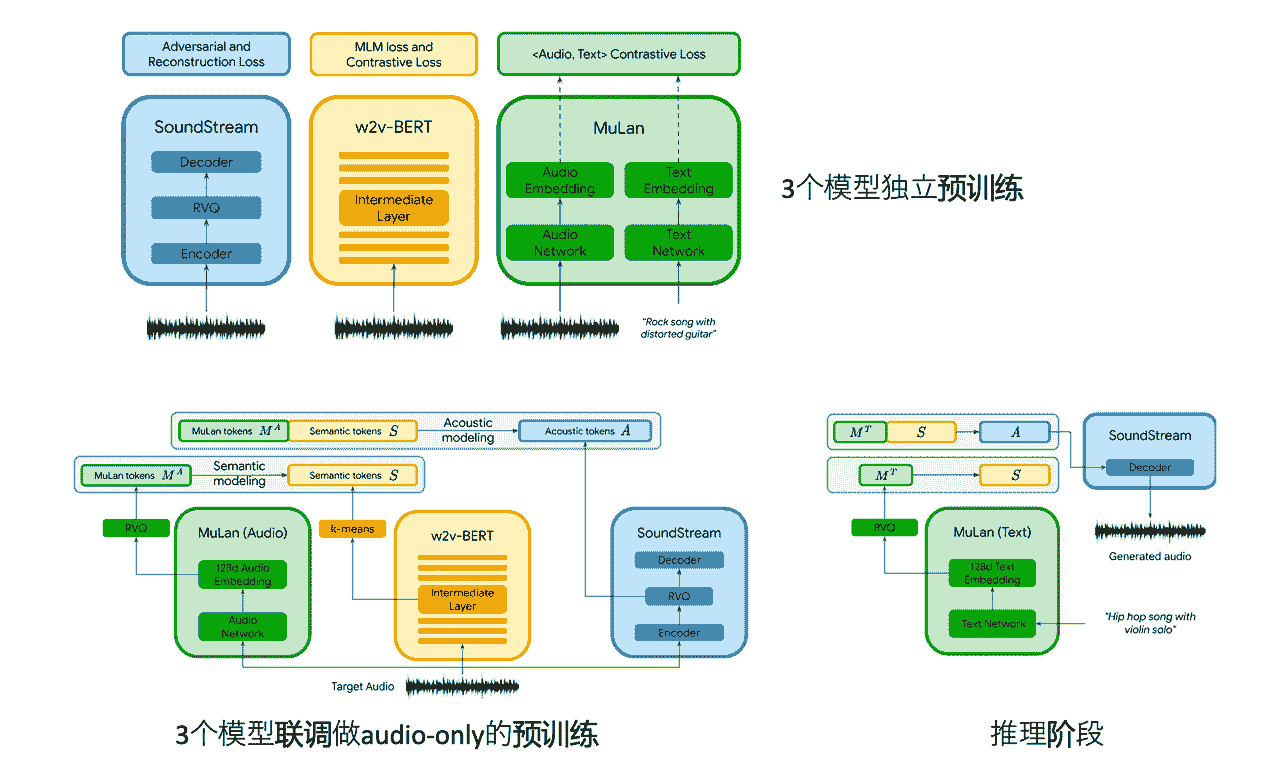 Adversarial and
Reconstruction Loss
MLM loss and
Contrastive Loss
<Audio, Text> Contrastive Loss
SoundStream
Decoder
RVQ
Encoder
w2v-BERT
Intermediate
Layer
MuLan
Audio
Embedding
Text
Embedding
Audio
Network
Text
Network
"Rock song with
distorted guitar"
3个模型独立预训练
MuLan tokens M^A
Semantic tokens S
Acoustic
modeling
Acoustic tokens A
MuLan tokens M^A
Semantic
modeling
Semantic tokens S
RVQ
MuLan (Audio)
128d Audio
Embedding
Audio
Network
k-means
w2v-BERT
Intermediate
Layer
SoundStream
Decoder
RVQ
Encoder
Target Audio
3个模型联调做audio-only的预训练
M^T
S
A
SoundStream
Decoder
M^T
S
RVQ
MuLan (Text)
128d Text
Embedding
Text Network
Generated audio
"Hip hop song with
violin solo"
推理阶段